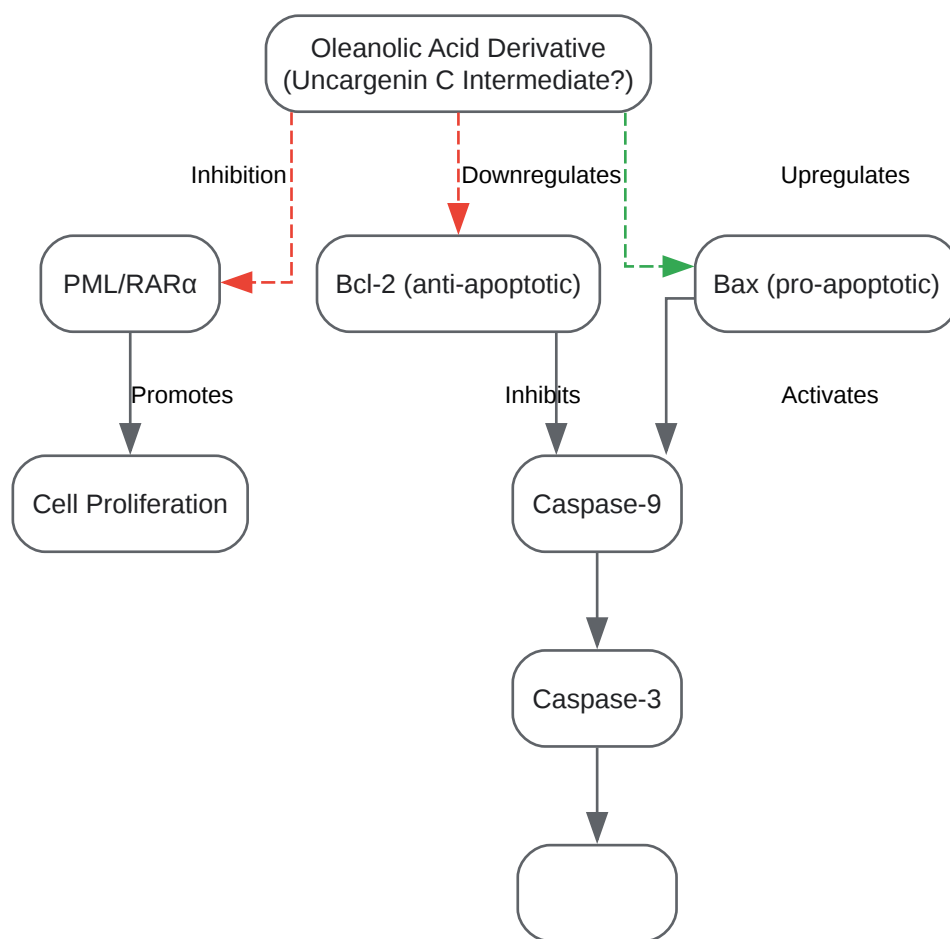 Oleanolic Acid Derivative
(Uncargenin C Intermediate?)
Inhibition
Downregulates
Upregulates
PML/RARα
Bcl-2 (anti-apoptotic)
Bax (pro-apoptotic)
Promotes
Inhibits
Activates
Cell Proliferation
Caspase-9
Caspase-3